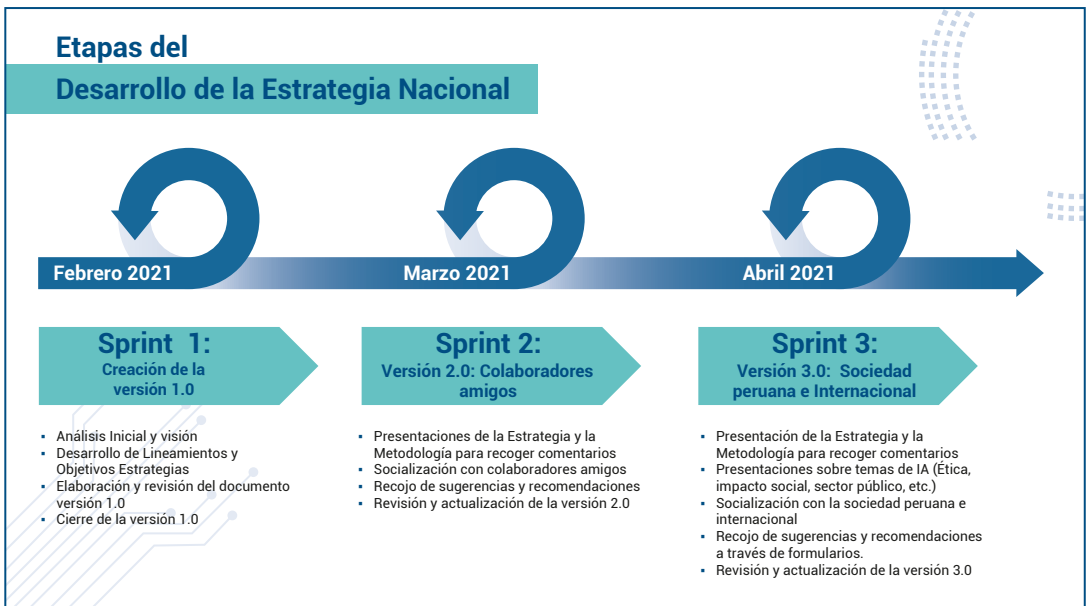 Etapas del
Desarrollo de la Estrategia Nacional
Febrero 2021
Marzo 2021
Abril 2021
Sprint 1:
Creación de la
versión 1.0
▪ Análisis Inicial y visión
▪ Desarrollo de Lineamientos y
Objetivos Estrategias
▪ Elaboración y revisión del documento
versión 1.0
▪ Cierre de la versión 1.0
Sprint 2:
Versión 2.0: Colaboradores
amigos
▪ Presentaciones de la Estrategia y la
Metodología para recoger comentarios
▪ Socialización con colaboradores amigos
▪ Recojo de sugerencias y recomendaciones
▪ Revisión y actualización de la versión 2.0
Sprint 3:
Versión 3.0: Sociedad
peruana e Internacional
▪ Presentación de la Estrategia y la
Metodología para recoger comentarios
▪ Presentaciones sobre temas de IA (Ética,
impacto social, sector público, etc.)
▪ Socialización con la sociedad peruana e
internacional
▪ Recojo de sugerencias y recomendaciones
a través de formularios.
▪ Revisión y actualización de la versión 3.0